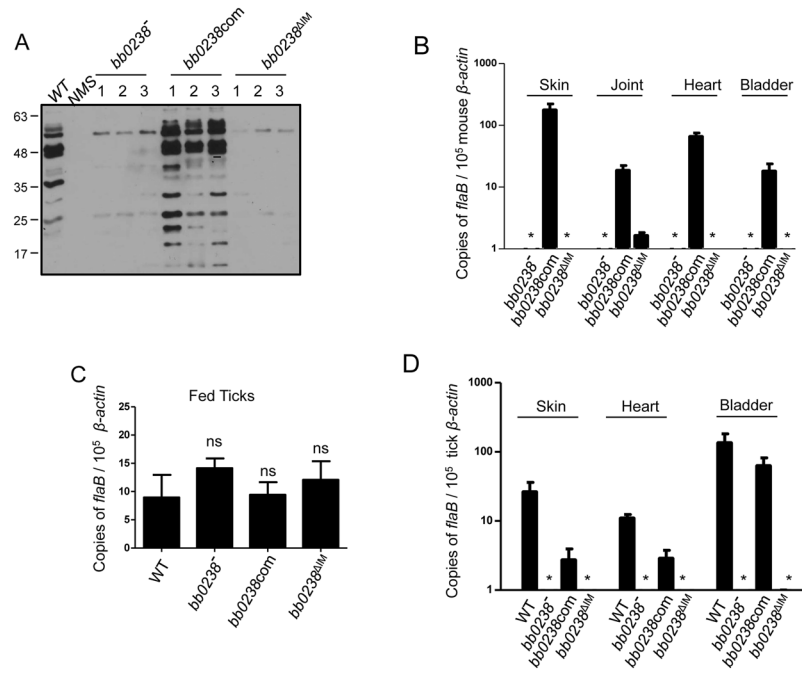 A
WT
NMS
bb0238⁻
bb0238com
bb0238ΔIM
1 2 3 1 2 3 1 2 3
63
48
35
25
17
B
Copies of flaB / 10⁵ mouse β-actin
1000
100
10
1
Skin Joint Heart Bladder
* * * * * * *
bb0238⁻ bb0238com bb0238ΔIM bb0238⁻ bb0238com bb0238ΔIM bb0238⁻ bb0238com bb0238ΔIM bb0238⁻ bb0238com bb0238ΔIM
C
Fed Ticks
Copies of flaB / 10⁵ β-actin
25
20
15
10
5
0
ns ns ns
WT bb0238⁻ bb0238com bb0238ΔIM
D
Copies of flaB / 10⁵ tick β-actin
1000
100
10
1
Skin Heart Bladder
* * * * * *
WT bb0238⁻ bb0238com bb0238ΔIM WT bb0238⁻ bb0238com bb0238ΔIM WT bb0238⁻ bb0238com bb0238ΔIM